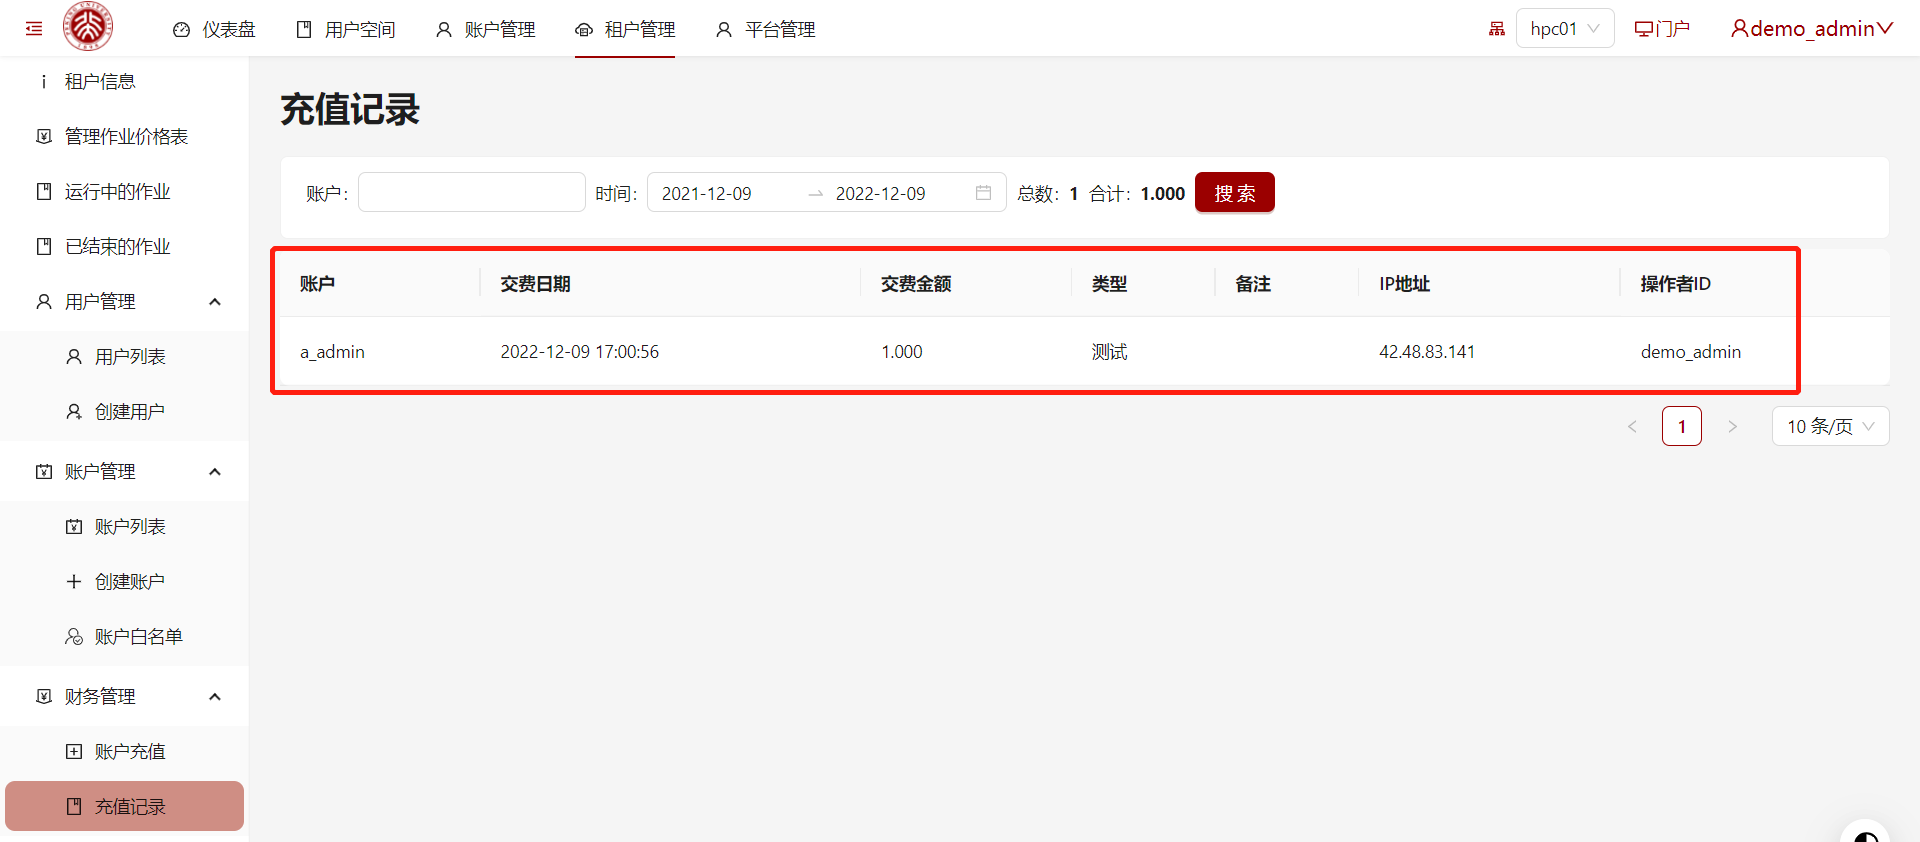 仪表盘 用户空间 账户管理 租户管理 平台管理 hpc01 门户 demo_admin
租户信息
管理作业价格表
运行中的作业
已结束的作业
用户管理
用户列表
创建用户
账户管理
账户列表
创建账户
账户白名单
财务管理
账户充值
充值记录
充值记录
账户: 时间: 2021-12-09 2022-12-09 总数: 1 合计: 1.000 搜 索
账户 交费日期 交费金额 类型 备注 IP地址 操作者ID
a_admin 2022-12-09 17:00:56 1.000 测试 42.48.83.141 demo_admin
1 10 条/页